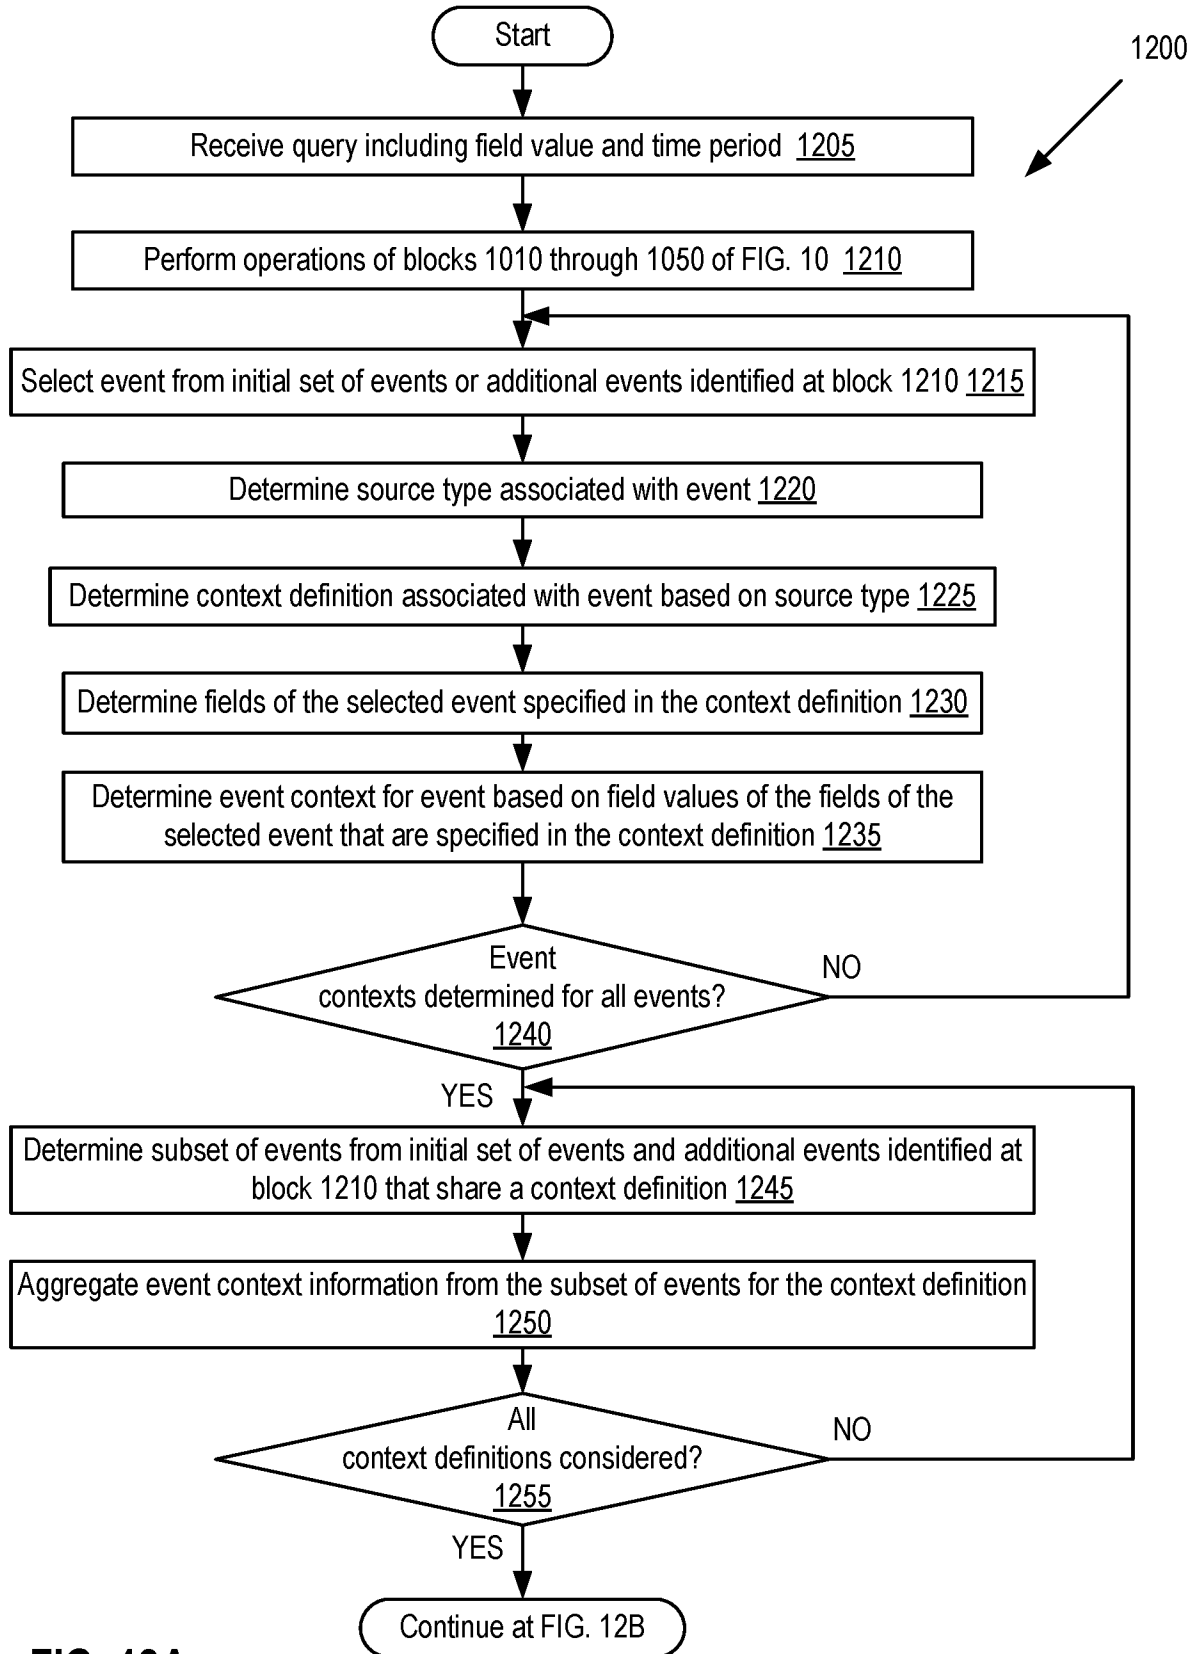 Start
1200
Receive query including field value and time period 1205
Perform operations of blocks 1010 through 1050 of FIG. 10 1210
Select event from initial set of events or additional events identified at block 1210 1215
Determine source type associated with event 1220
Determine context definition associated with event based on source type 1225
Determine fields of the selected event specified in the context definition 1230
Determine event context for event based on field values of the fields of the
selected event that are specified in the context definition 1235
Event
contexts determined for all events?
1240
NO
YES
Determine subset of events from initial set of events and additional events identified at
block 1210 that share a context definition 1245
Aggregate event context information from the subset of events for the context definition
1250
All
context definitions considered?
1255
NO
YES
Continue at FIG. 12B